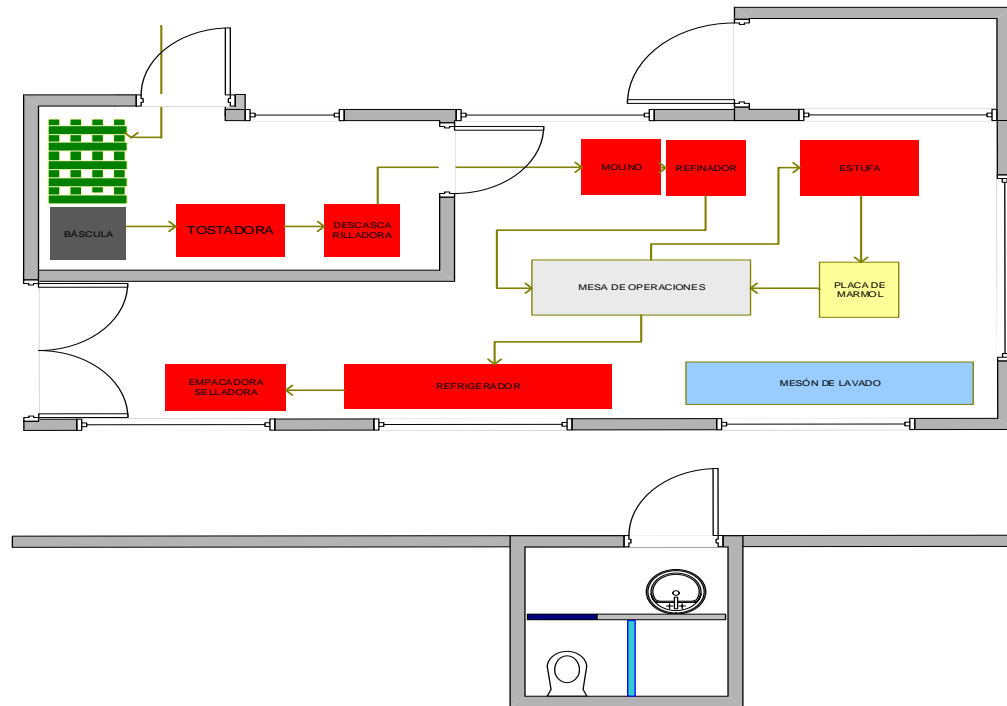 MOLINO
REFINADOR
ESTUFA
BÁSCULA
TOSTADORA
DESCASCA
RILLADORA
MESA DE OPERACIONES
PLACA DE
MARMOL
EMPACADORA
SELLADORA
REFRIGERADOR
MESÓN DE LAVADO